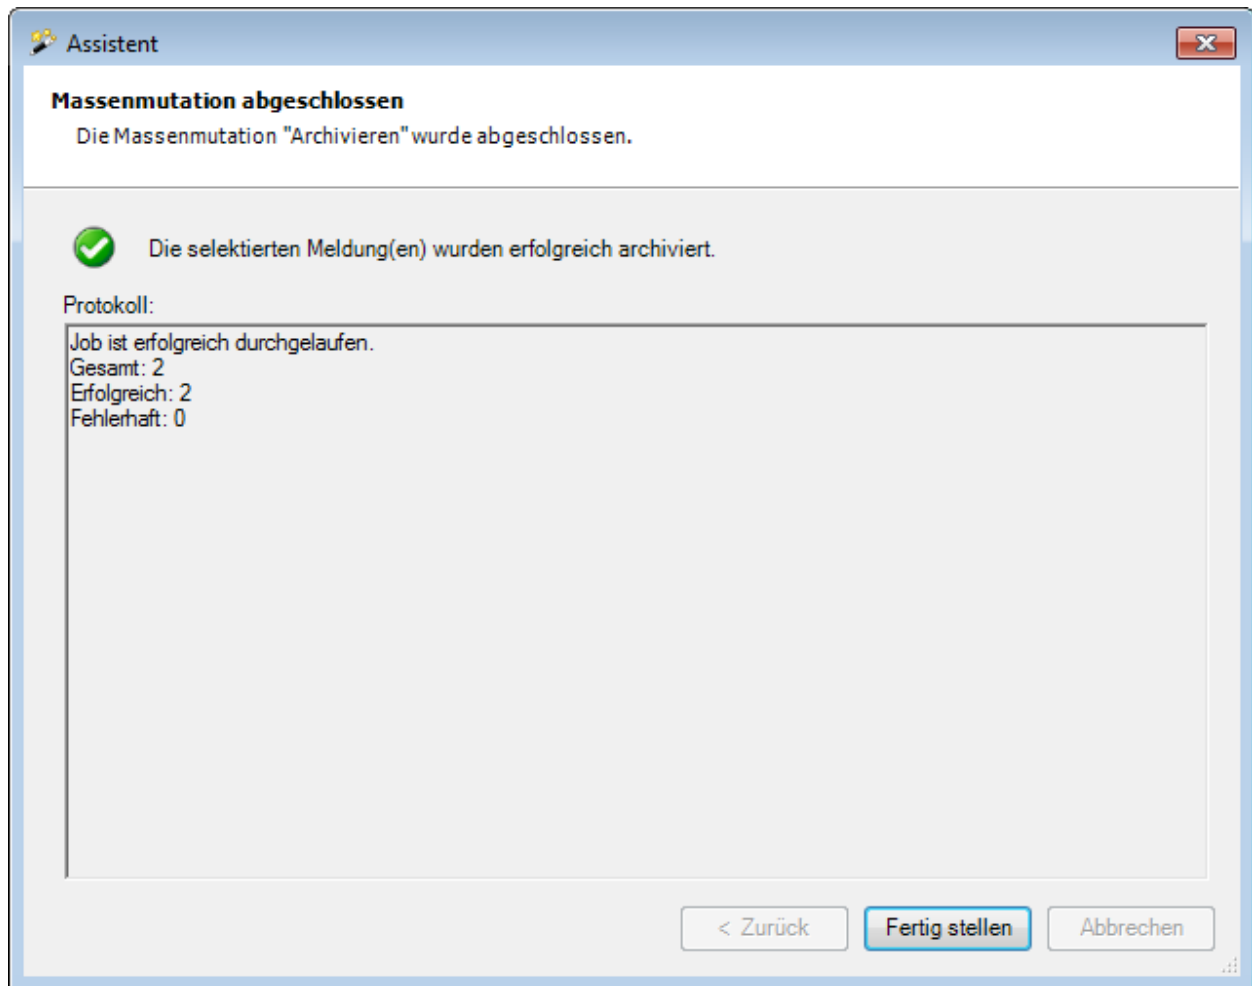 Assistent
Massenmutation abgeschlossen
Die Massenmutation "Archivieren" wurde abgeschlossen.
Die selektierten Meldung(en) wurden erfolgreich archiviert.
Protokoll:
Job ist erfolgreich durchgelaufen.
Gesamt: 2
Erfolgreich: 2
Fehlerhaft: 0
< Zurück
Fertig stellen
Abbrechen